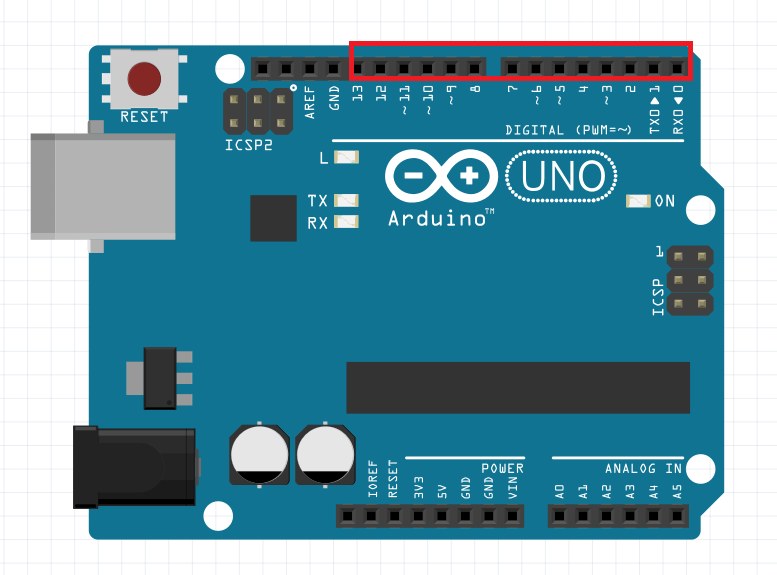 RESET
ICSP2
AREF
GND
13
12
~11
~10
~9
8
7
~6
~5
4
~3
2
TX0▶1
RX0◀0
DIGITAL (PWM=~)
L
TX
RX
UNO
Arduino™
ON
1
ICSP
POWER
ANALOG IN
IOREF
RESET
3V3
5V
GND
GND
VIN
A0
A1
A2
A3
A4
A5